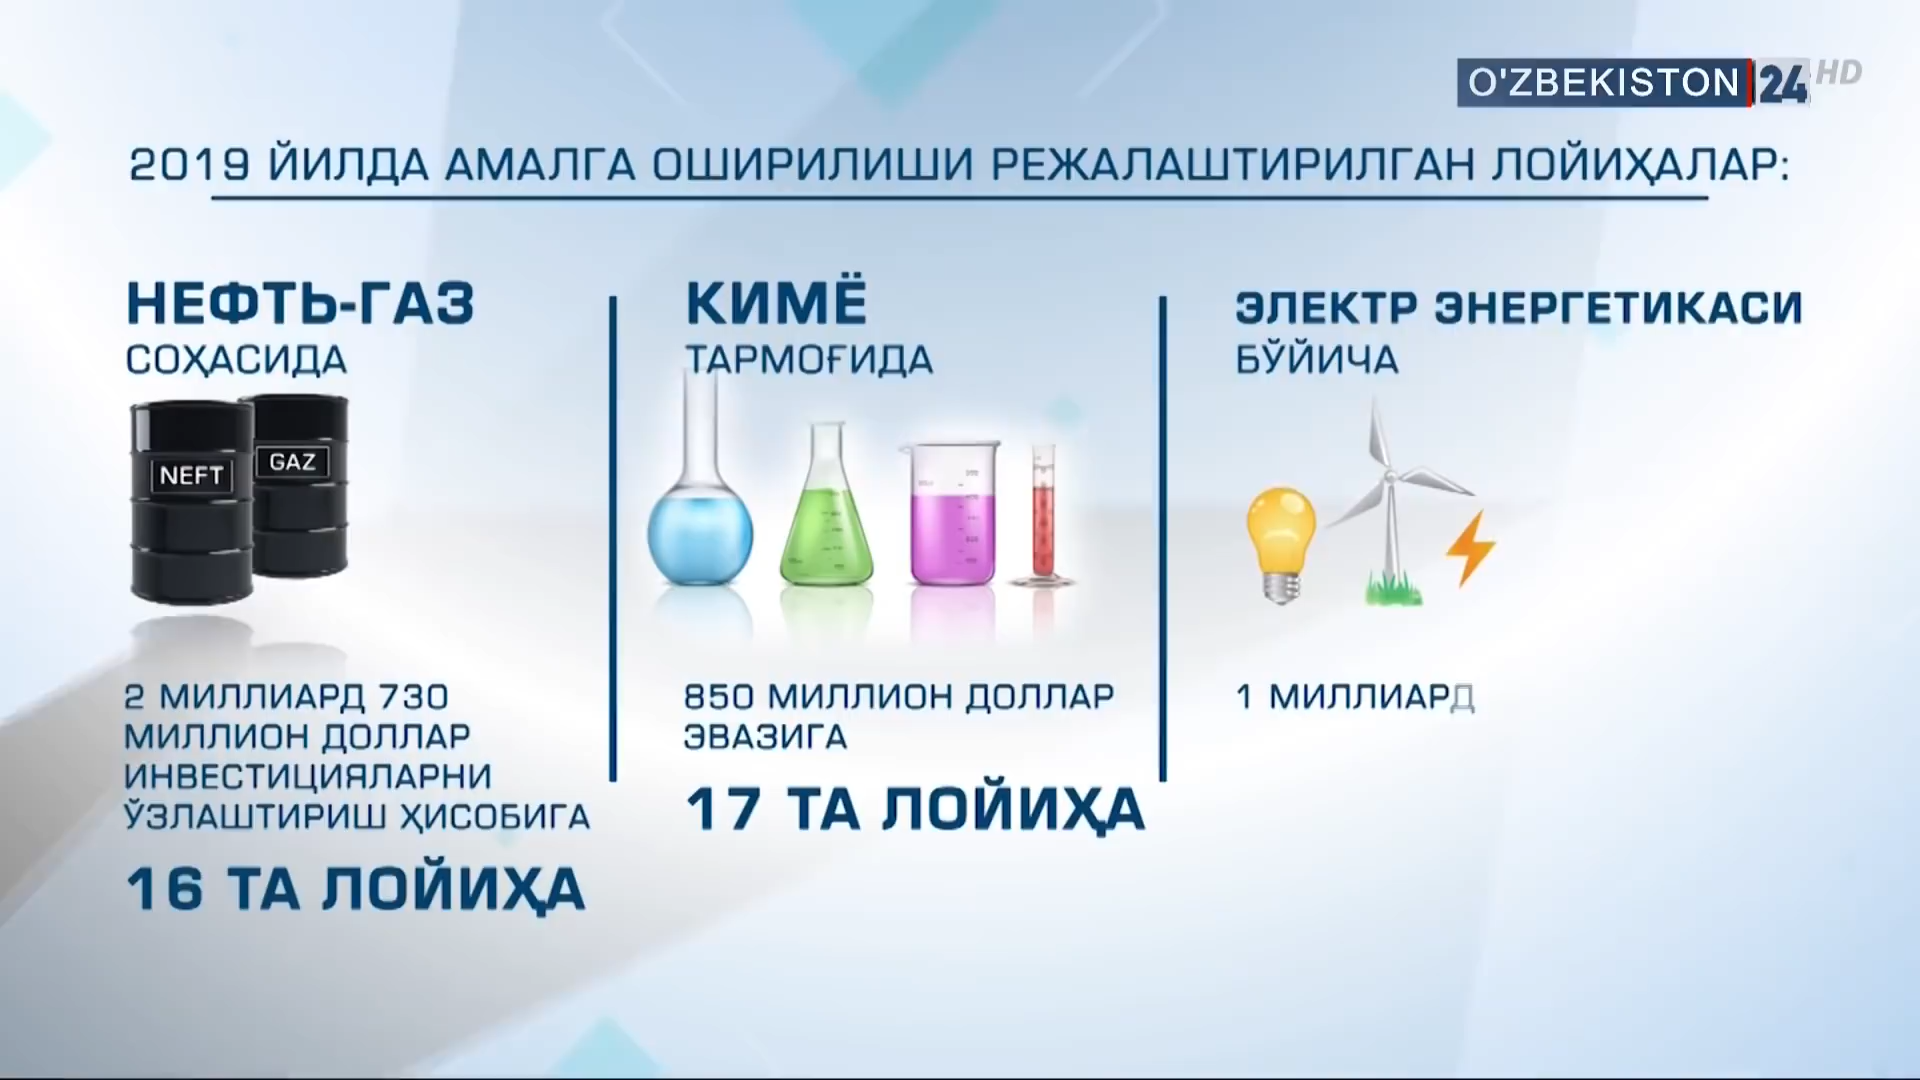 O'ZBEKISTON 24 HD
2019 ЙИЛДА АМАЛГА ОШИРИЛИШИ РЕЖАЛАШТИРИЛГАН ЛОЙИҲАЛАР:
НЕФТЬ-ГАЗ
СОҲАСИДА
NEFT
GAZ
2 МИЛЛИАРД 730
МИЛЛИОН ДОЛЛАР
ИНВЕСТИЦИЯЛАРНИ
ЎЗЛАШТИРИШ ҲИСОБИГА
16 ТА ЛОЙИҲА
КИМЁ
ТАРМОҒИДА
850 МИЛЛИОН ДОЛЛАР
ЭВАЗИГА
17 ТА ЛОЙИҲА
ЭЛЕКТР ЭНЕРГЕТИКАСИ
БЎЙИЧА
1 МИЛЛИАРД